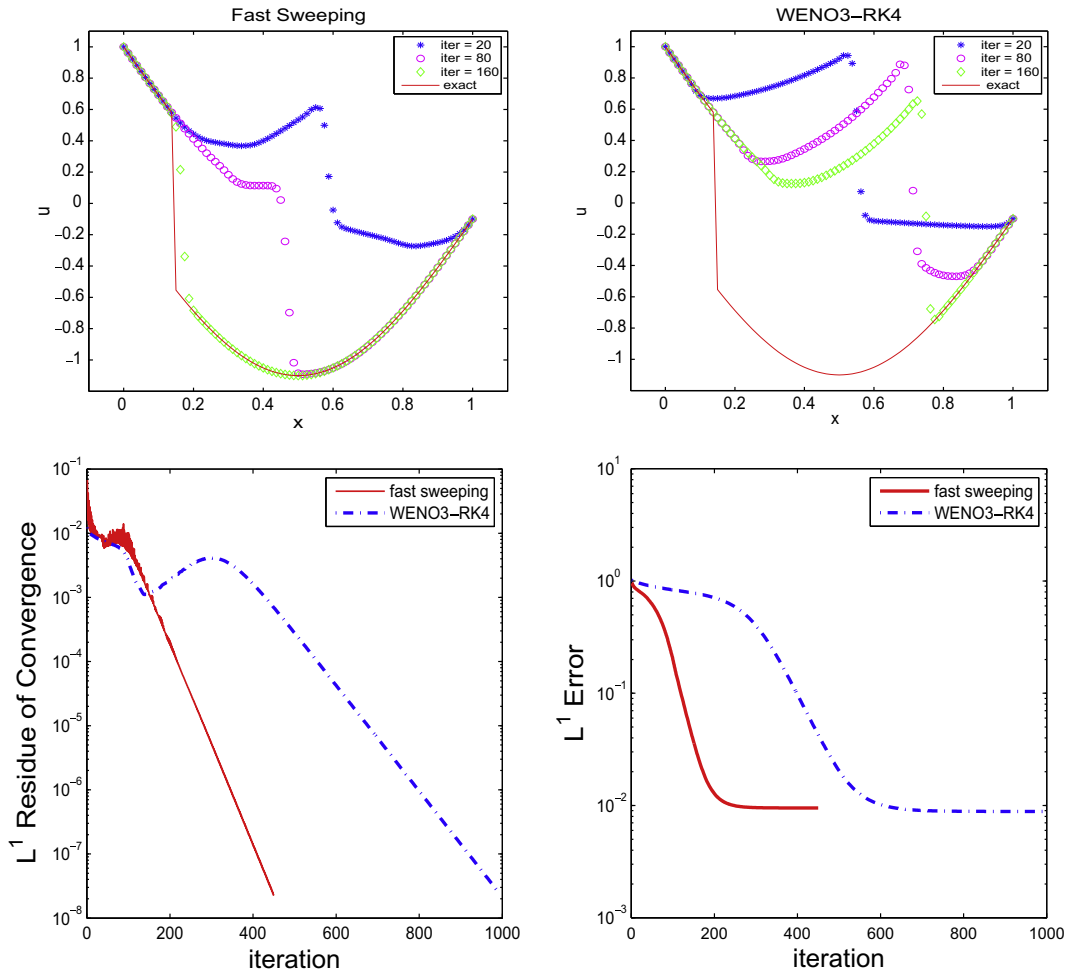 Fast Sweeping
iter = 20
iter = 80
iter = 160
exact
1
0.8
0.6
0.4
0.2
0
−0.2
−0.4
−0.6
−0.8
−1
u
0 0.2 0.4 0.6 0.8 1
x
WENO3−RK4
iter = 20
iter = 80
iter = 160
exact
1
0.8
0.6
0.4
0.2
0
−0.2
−0.4
−0.6
−0.8
−1
u
0 0.2 0.4 0.6 0.8 1
x
fast sweeping
WENO3−RK4
10⁻¹
10⁻²
10⁻³
10⁻⁴
10⁻⁵
10⁻⁶
10⁻⁷
10⁻⁸
L¹ Residue of Convergence
0 200 400 600 800 1000
iteration
fast sweeping
WENO3−RK4
10¹
10⁰
10⁻¹
10⁻²
10⁻³
L¹ Error
0 200 400 600 800 1000
iteration